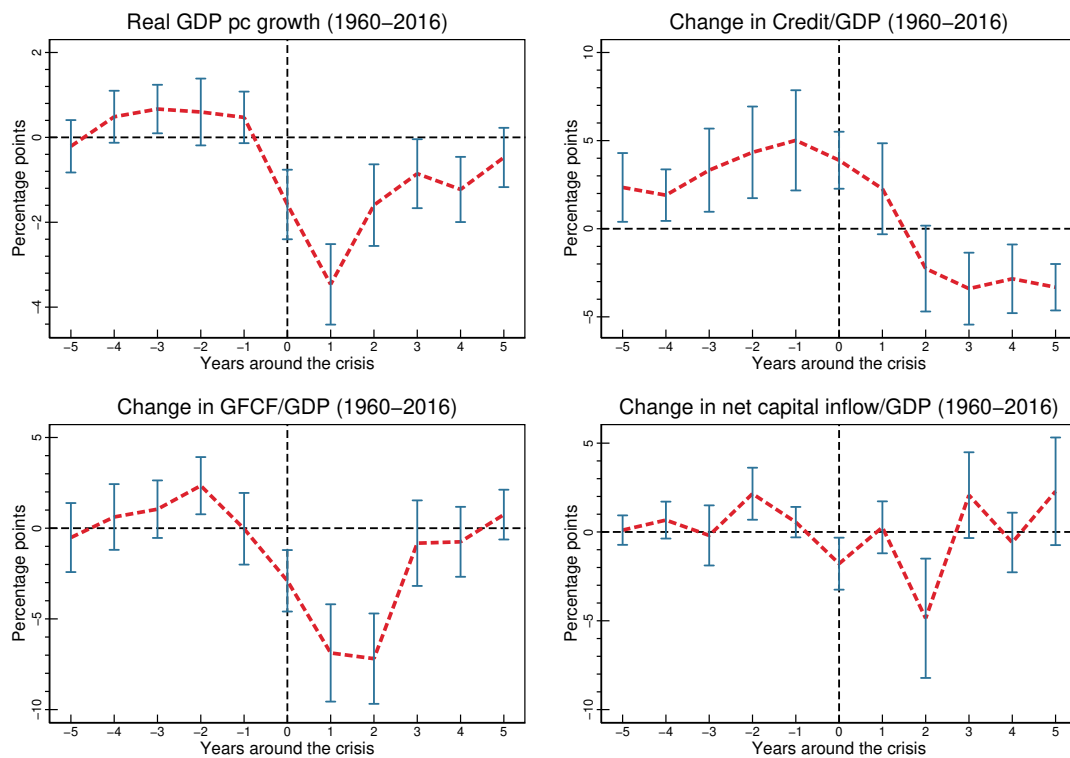 Real GDP pc growth (1960−2016)
Percentage points
2
0
−2
−4
−5 −4 −3 −2 −1 0 1 2 3 4 5
Years around the crisis
Change in Credit/GDP (1960−2016)
Percentage points
10
5
0
−5
−5 −4 −3 −2 −1 0 1 2 3 4 5
Years around the crisis
Change in GFCF/GDP (1960−2016)
Percentage points
5
0
−5
−10
−5 −4 −3 −2 −1 0 1 2 3 4 5
Years around the crisis
Change in net capital inflow/GDP (1960−2016)
Percentage points
5
0
−5
−10
−5 −4 −3 −2 −1 0 1 2 3 4 5
Years around the crisis